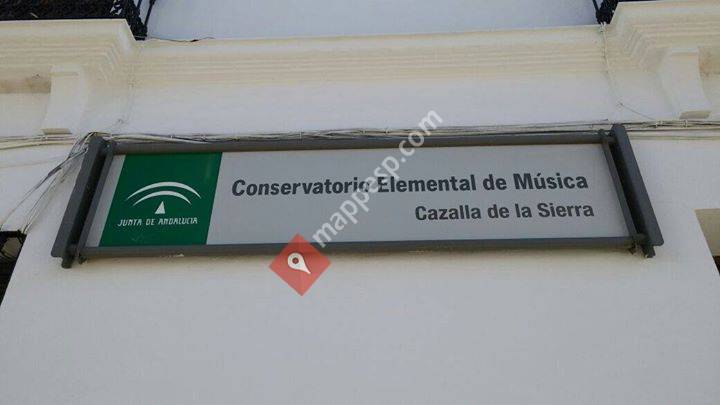 JUNTA DE ANDALUCIA
Conservatorio Elemental de Música
Cazalla de la Sierra
mappesp.com